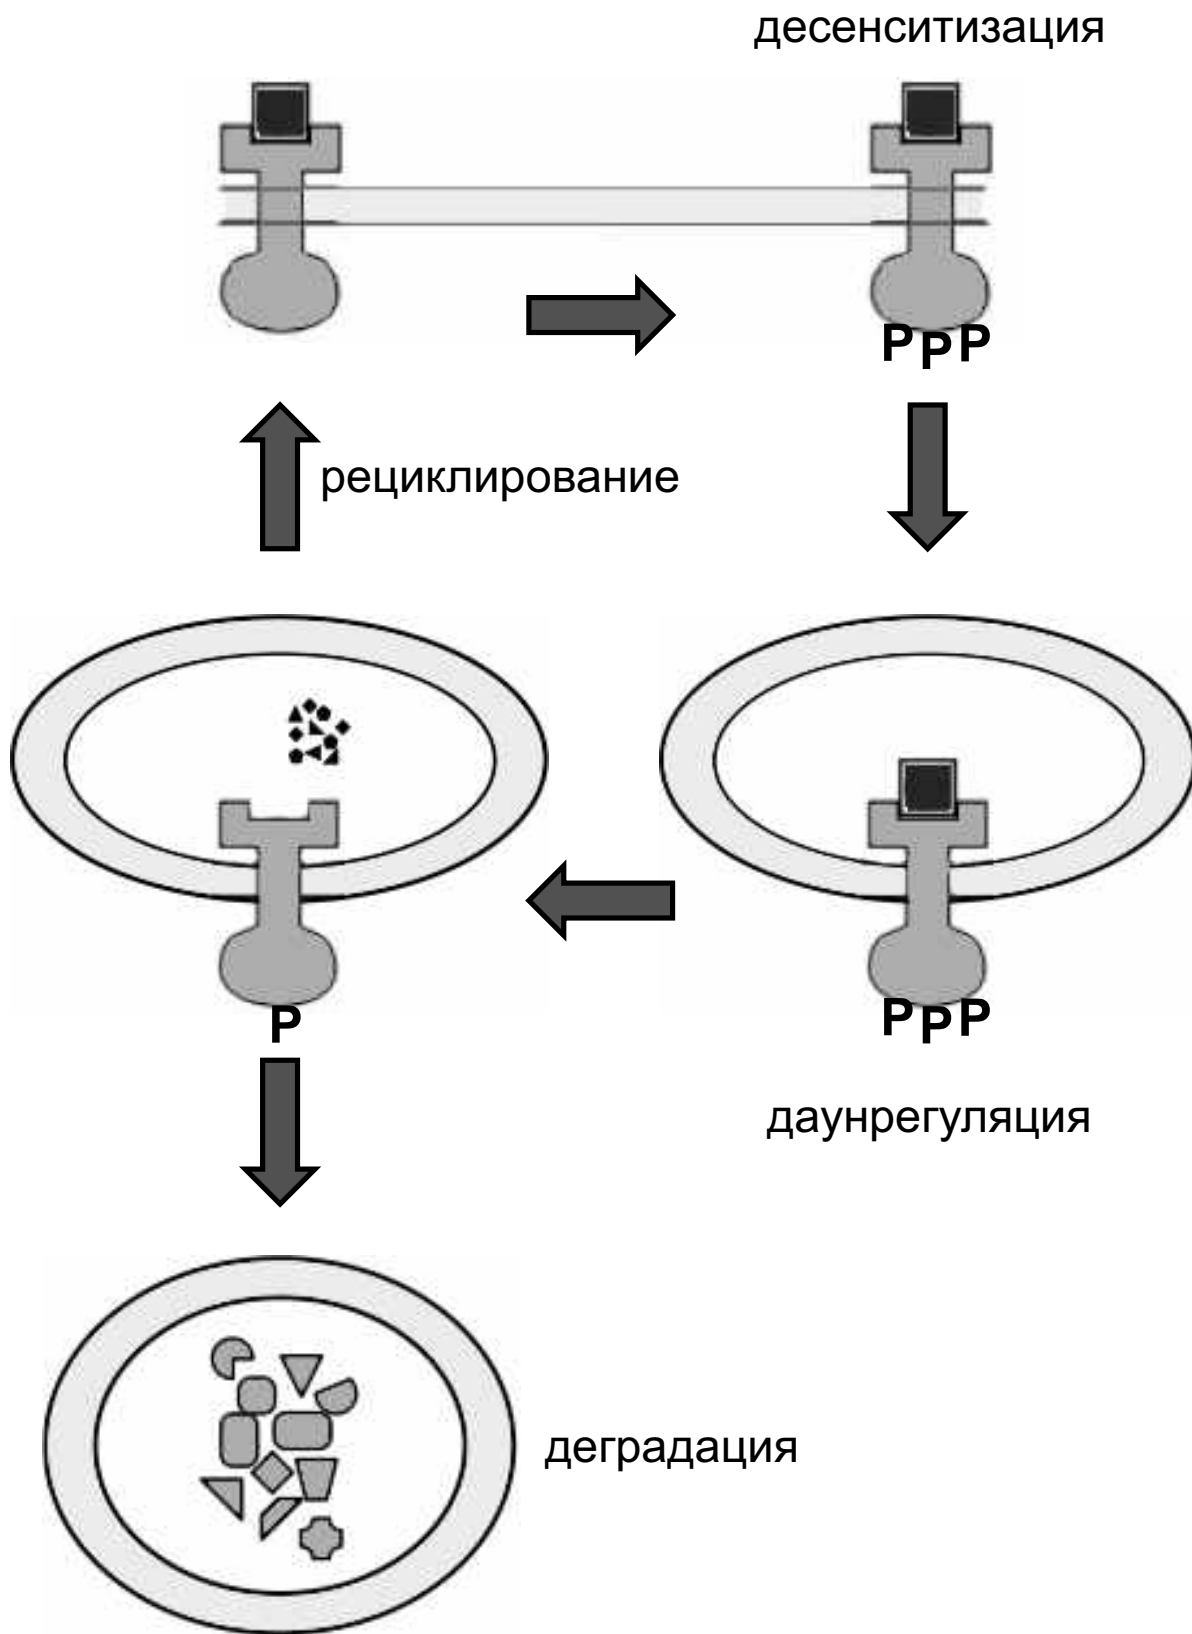 десенситизация
PPP
рециклирование
P
PPP
даунрегуляция
деградация